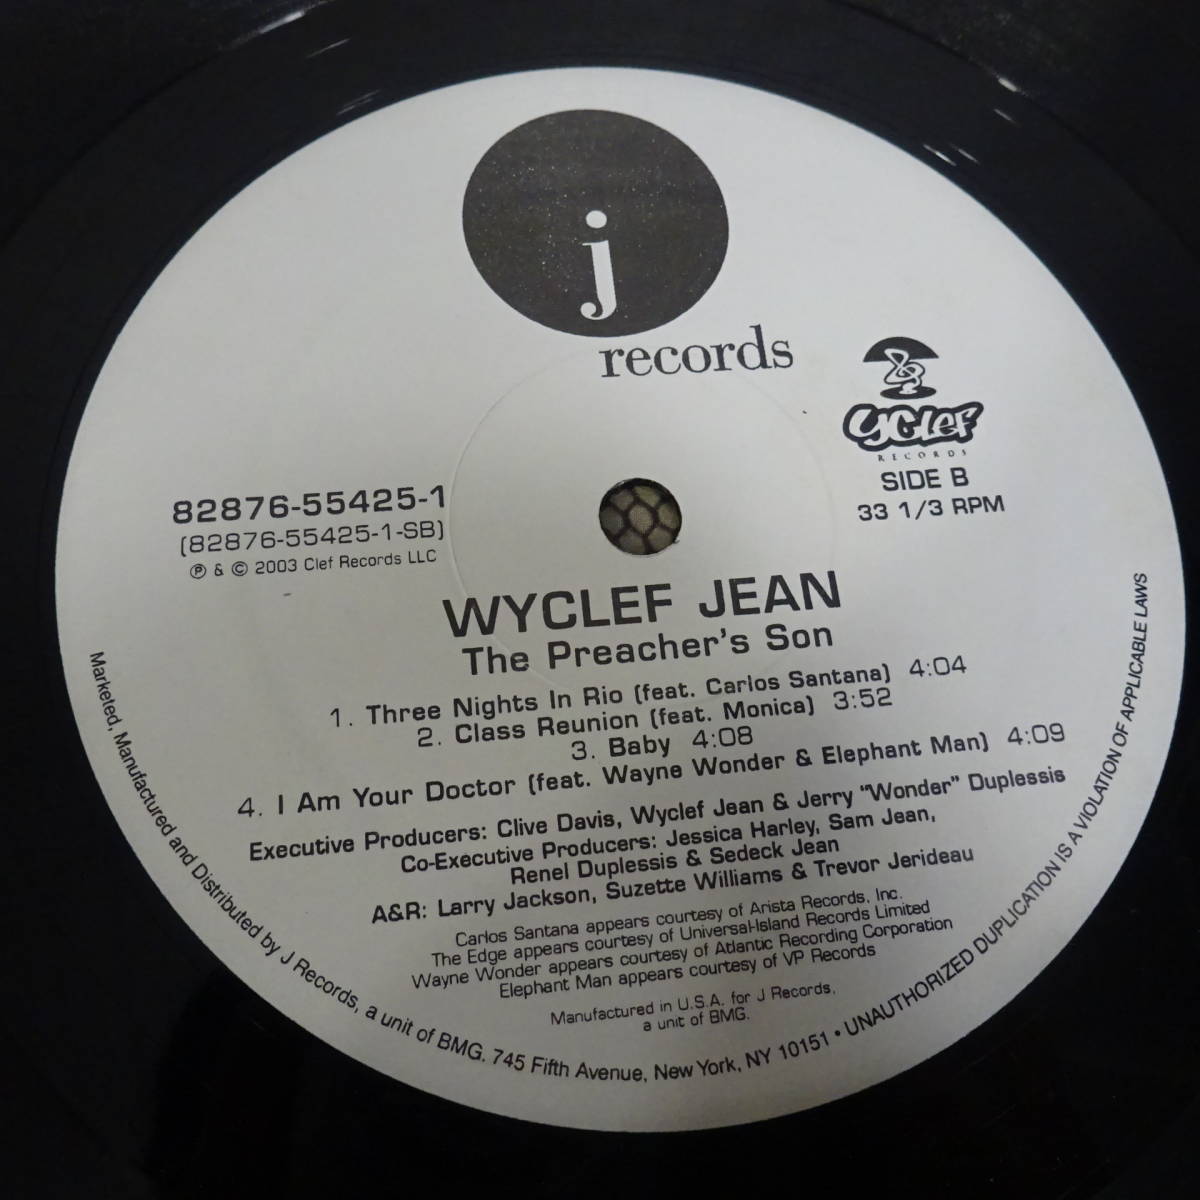 j
records
yclef
RECORDS
SIDE B
33 1/3 RPM
82876-55425-1
(82876-55425-1-SB)
℗ & © 2003 Clef Records LLC
WYCLEF JEAN
The Preacher's Son
1. Three Nights In Rio (feat. Carlos Santana) 4:04
2. Class Reunion (feat. Monica) 3:52
3. Baby 4:08
4. I Am Your Doctor (feat. Wayne Wonder & Elephant Man) 4:09
Executive Producers: Clive Davis, Wyclef Jean & Jerry "Wonder" Duplessis
Co-Executive Producers: Jessica Harley, Sam Jean,
Renel Duplessis & Sedeck Jean
A&R: Larry Jackson, Suzette Williams & Trevor Jerideau
Carlos Santana appears courtesy of Arista Records, Inc.
The Edge appears courtesy of Universal-Island Records Limited
Wayne Wonder appears courtesy of Atlantic Recording Corporation
Elephant Man appears courtesy of VP Records
Manufactured in U.S.A. for J Records,
a unit of BMG.
Marketed, Manufactured and Distributed by J Records, a unit of BMG. 745 Fifth Avenue, New York, NY 10151 • UNAUTHORIZED DUPLICATION IS A VIOLATION OF APPLICABLE LAWS